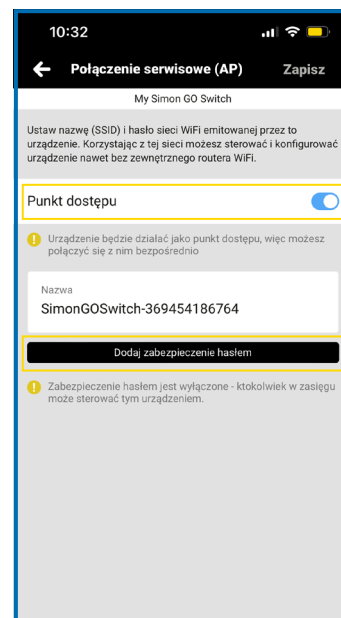 10:32
Połączenie serwisowe (AP)
Zapisz
My Simon GO Switch
Ustaw nazwę (SSID) i hasło sieci WiFi emitowanej przez to
urządzenie. Korzystając z tej sieci możesz sterować i konfigurować
urządzenie nawet bez zewnętrznego routera WiFi.
Punkt dostępu
Urządzenie będzie działać jako punkt dostępu, więc możesz
połączyć się z nim bezpośrednio
Nazwa
SimonGOSwitch-369454186764
Dodaj zabezpieczenie hasłem
Zabezpieczenie hasłem jest wyłączone - ktokolwiek w zasięgu
może sterować tym urządzeniem.